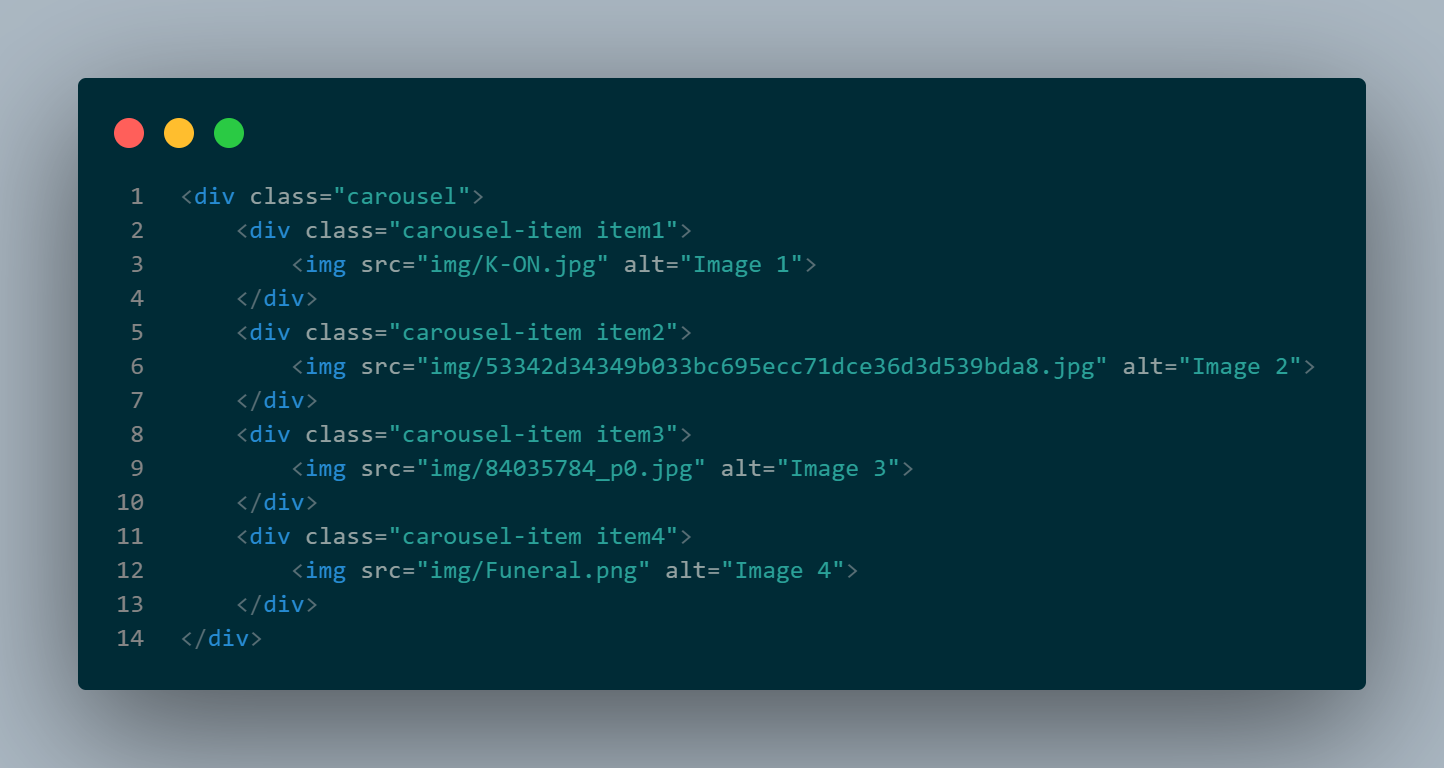 1 <div class="carousel">
2     <div class="carousel-item item1">
3         <img src="img/K-ON.jpg" alt="Image 1">
4     </div>
5     <div class="carousel-item item2">
6         <img src="img/53342d34349b033bc695ecc71dce36d3d539bda8.jpg" alt="Image 2">
7     </div>
8     <div class="carousel-item item3">
9         <img src="img/84035784_p0.jpg" alt="Image 3">
10     </div>
11     <div class="carousel-item item4">
12         <img src="img/Funeral.png" alt="Image 4">
13     </div>
14 </div>